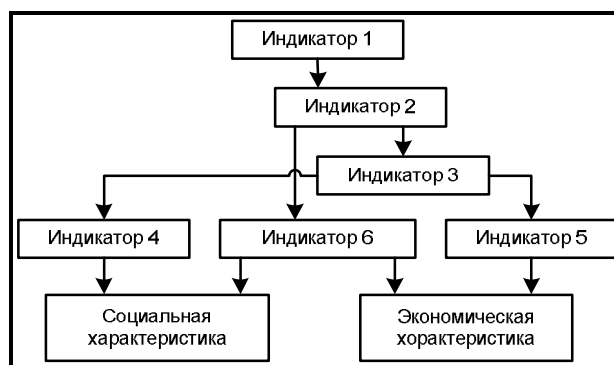 Индикатор 1
Индикатор 2
Индикатор 3
Индикатор 4
Индикатор 6
Индикатор 5
Социальная
характеристика
Экономическая
хорактеристика